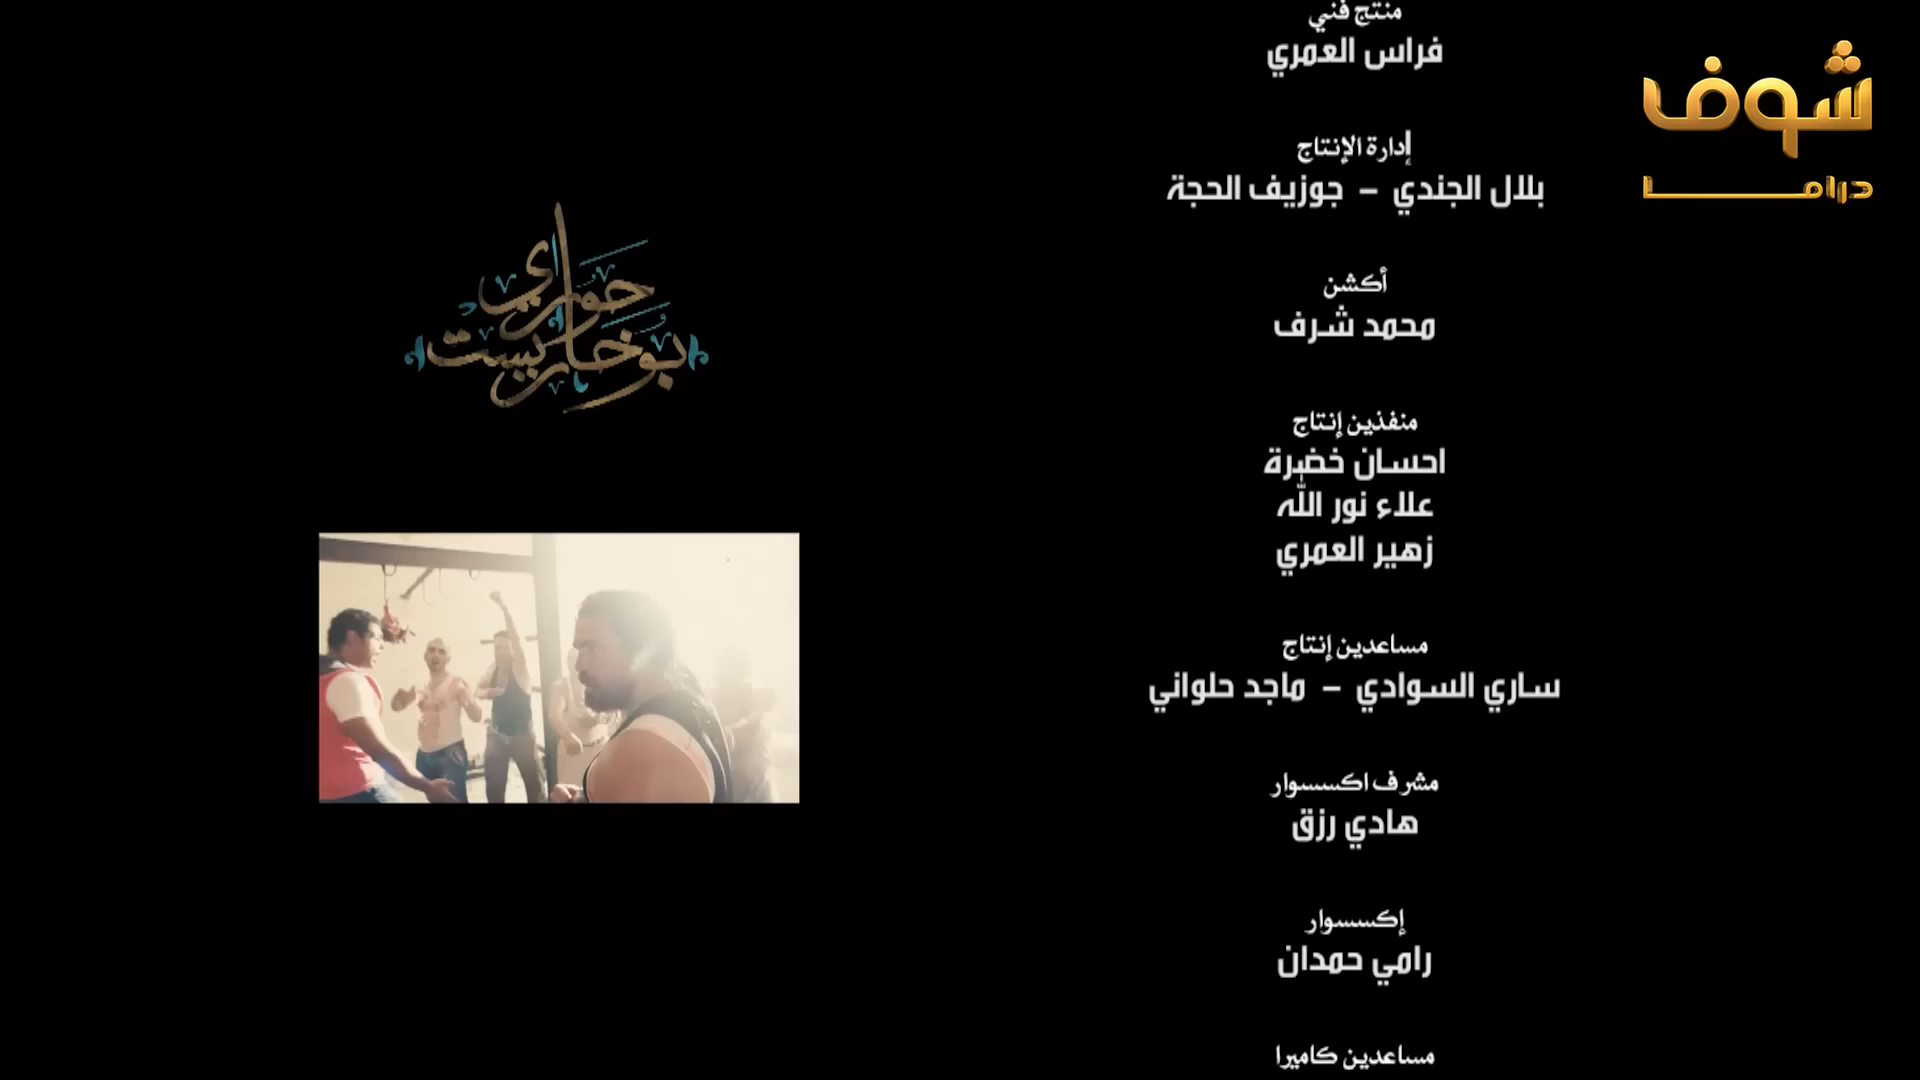 منتج فني
فراس العمري
إدارة الإنتاج
بلال الجندي – جوزيف الحجة
أكشن
محمد شرف
منفذين إنتاج
احسان خضرة
علاء نور الله
زهير العمري
مساعدين إنتاج
ساري السوادي – ماجد حلواني
مشرف اكسسوار
هادي رزق
إكسسوار
رامي حمدان
مساعدين كاميرا
شوف
دراما
حواري
بوخارست